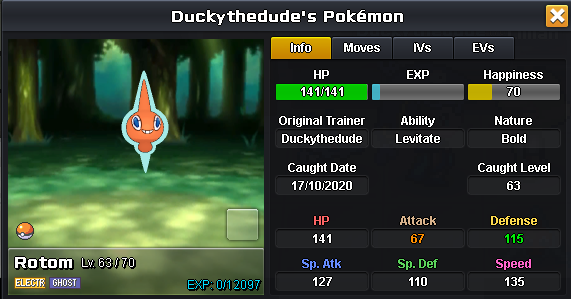 Duckythedude's Pokémon
Info Moves IVs EVs
HP EXP Happiness
141/141 70
Original Trainer Ability Nature
Duckythedude Levitate Bold
Caught Date Caught Level
17/10/2020 63
HP Attack Defense
141 67 115
Sp. Atk Sp. Def Speed
127 110 135
Rotom Lv. 63/70
ELECTR GHOST
EXP: 0/12097